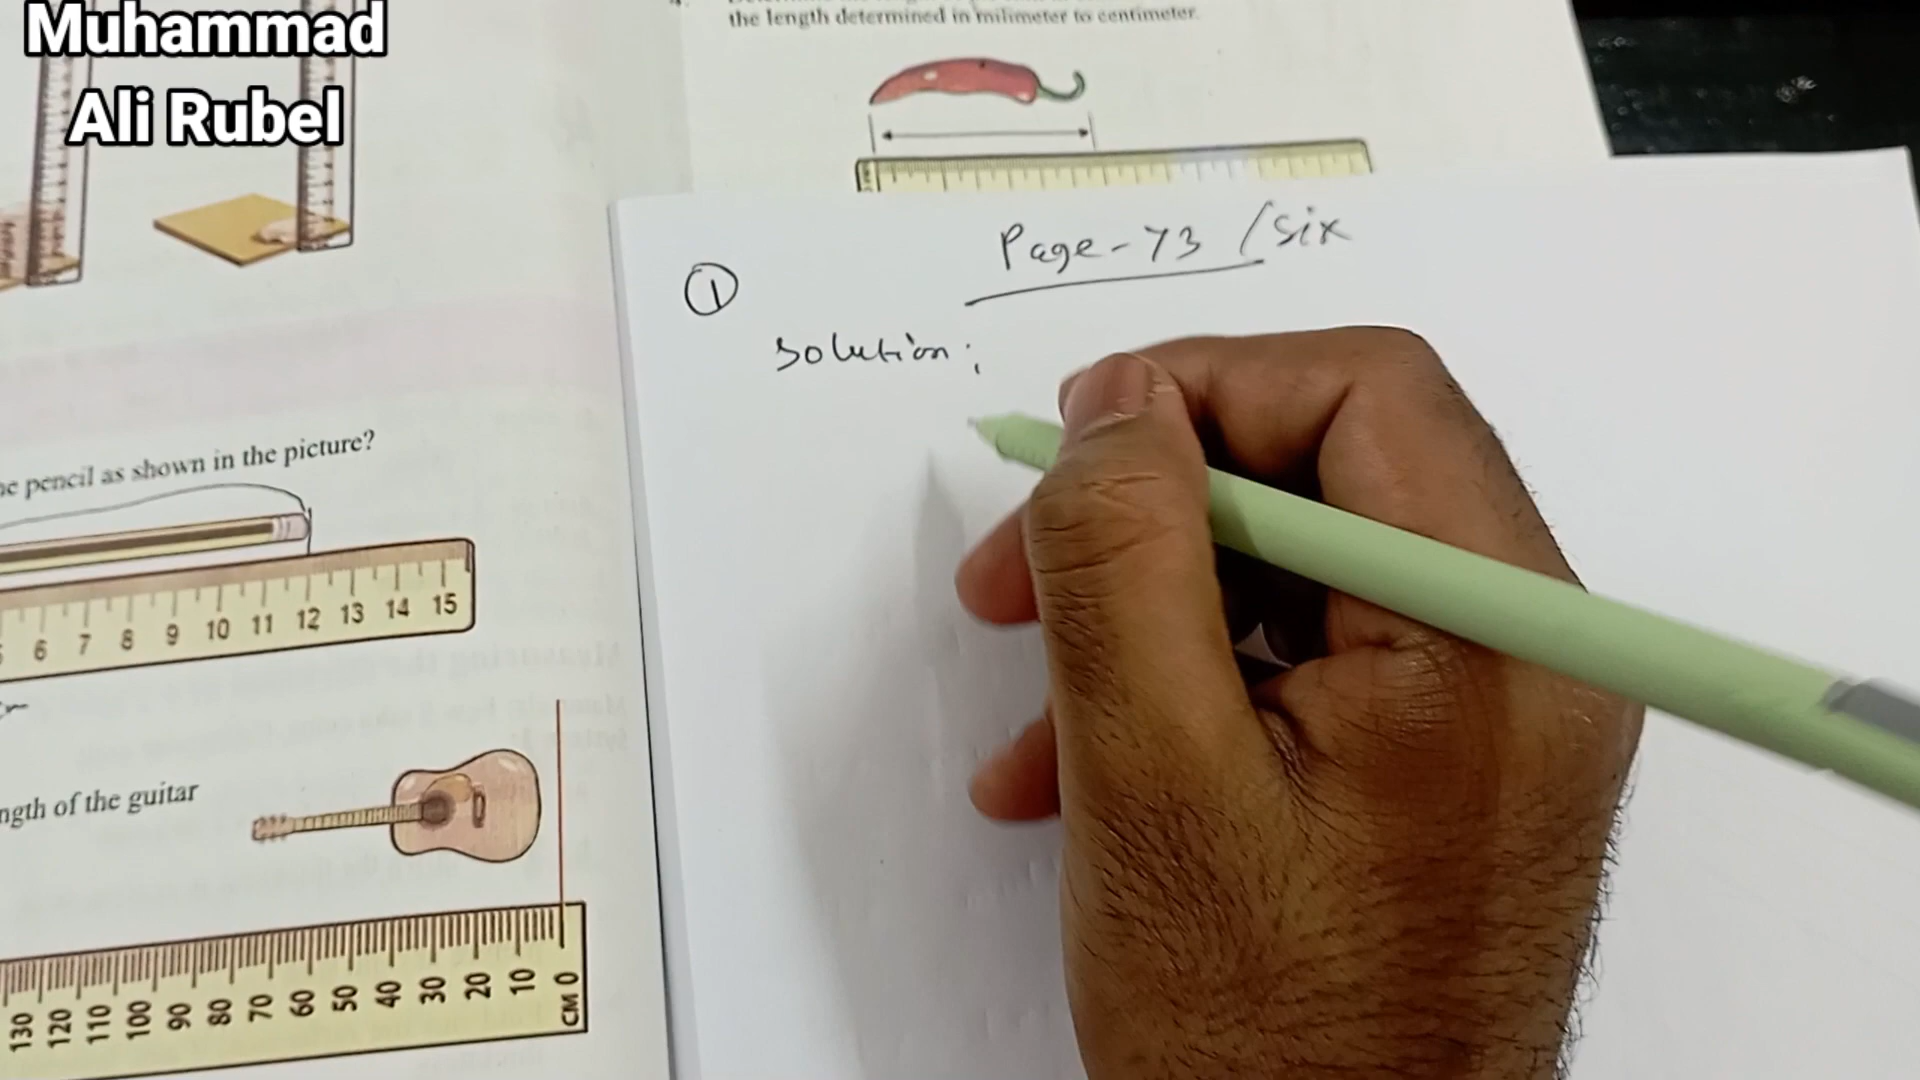 Muhammad
Ali Rubel
the length determined in milimeter to centimeter.
Page-73 /Six
1
Solution:
pencil as shown in the picture?
6 7 8 9 10 11 12 13 14 15
of the guitar
130 120 110 100 90 80 70 60 50 40 30 20 10 CM 0